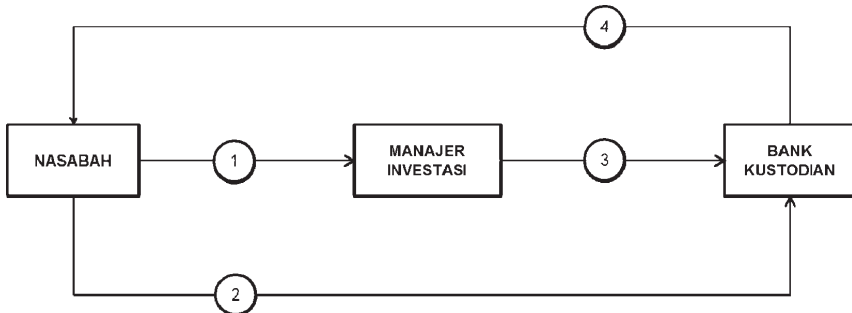 4
NASABAH
1
MANAJER
INVESTASI
3
BANK
KUSTODIAN
2